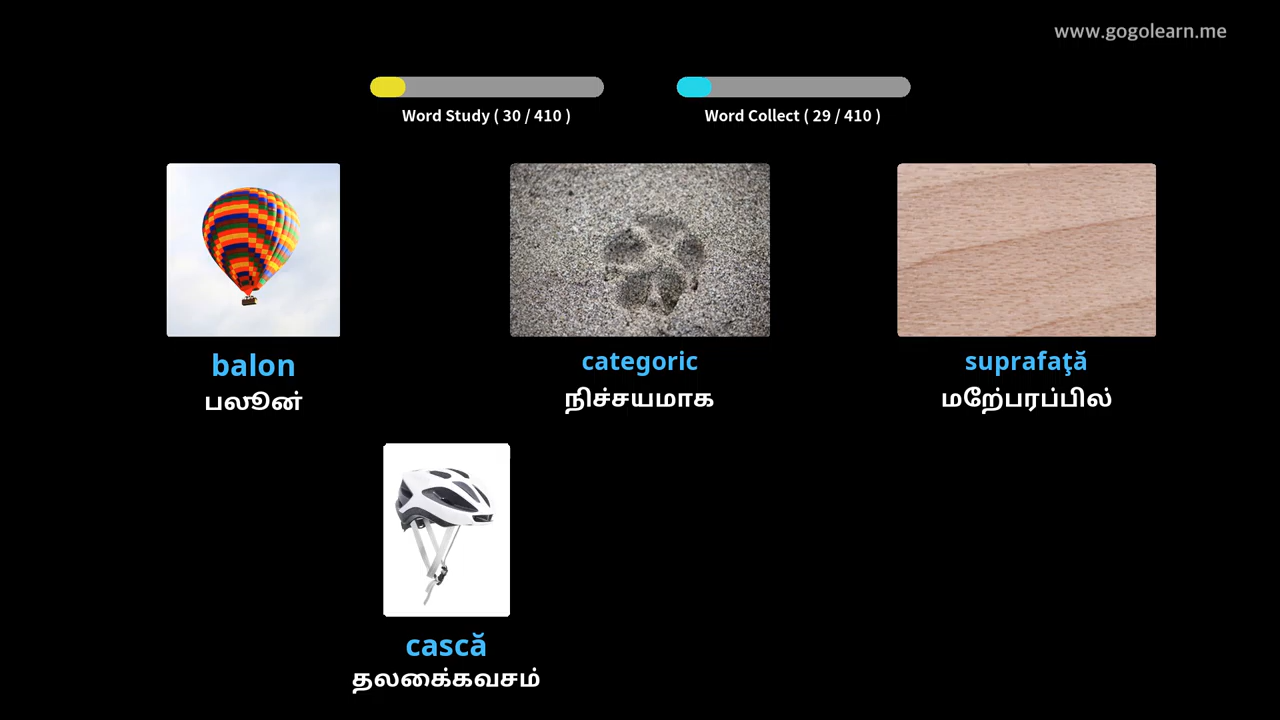 www.gogolearn.me
Word Study ( 30 / 410 )
Word Collect ( 29 / 410 )
balon
categoric
suprafaţă
பலூன்
நிச்சயமாக
மேற்பரப்பில்
cască
தலைக்கவசம்